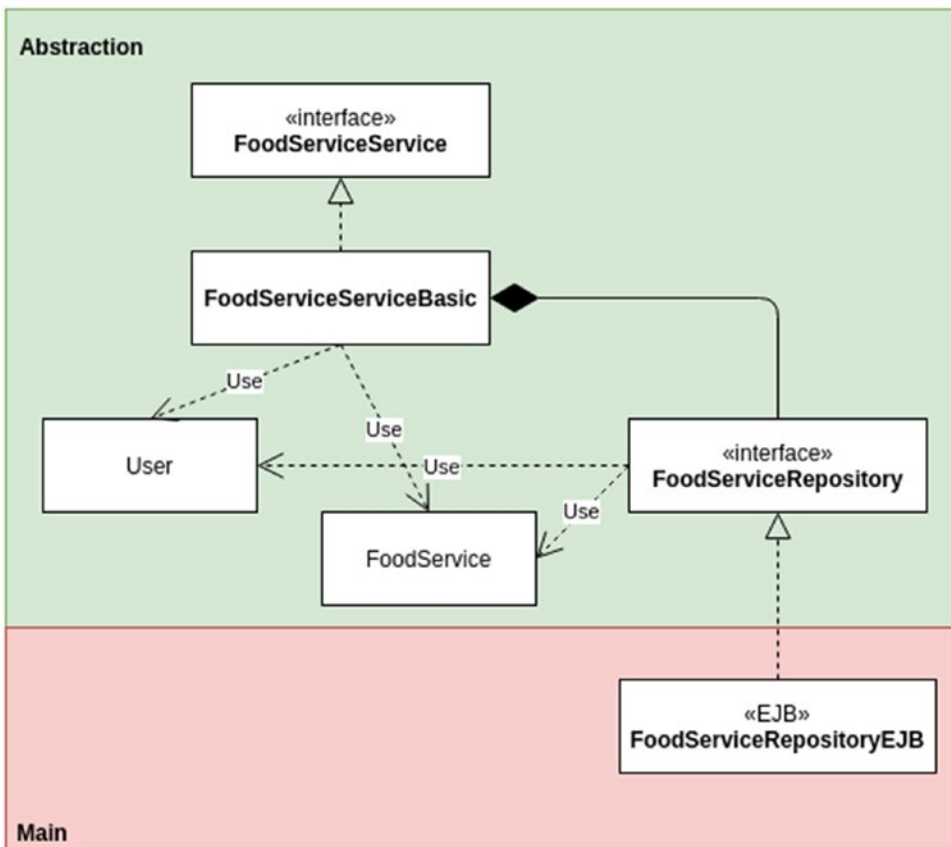 Abstraction
«interface»
FoodServiceService
FoodServiceServiceBasic
Use
Use
User
Use
«interface»
FoodServiceRepository
Use
FoodService
«EJB»
FoodServiceRepositoryEJB
Main